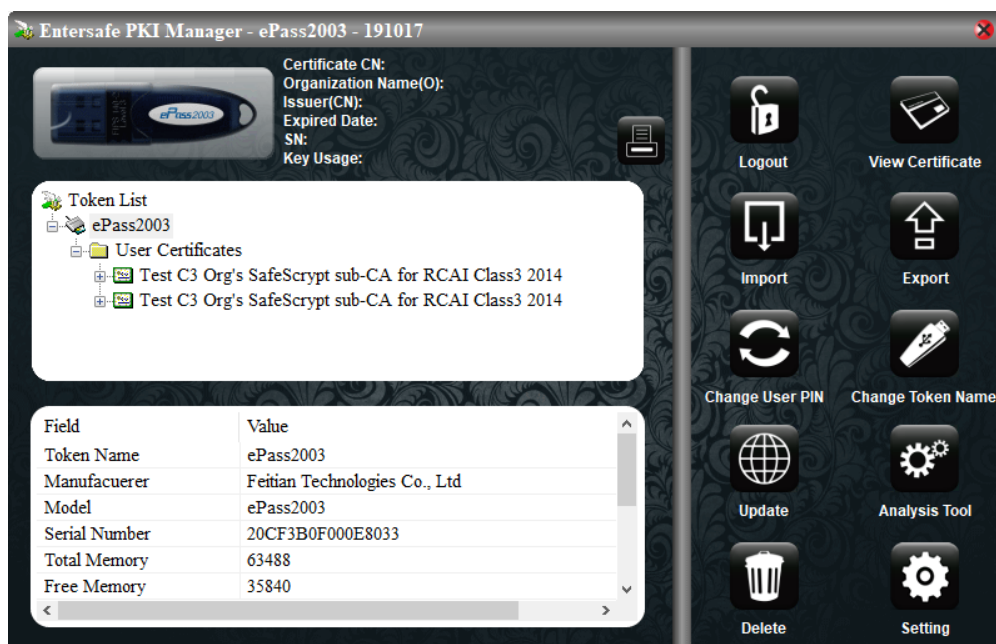 Entersafe PKI Manager - ePass2003 - 191017
Certificate CN:
Organization Name(O):
Issuer(CN):
Expired Date:
SN:
Key Usage:
ePass2003
Token List
ePass2003
User Certificates
Test C3 Org's SafeScrypt sub-CA for RCAI Class3 2014
Test C3 Org's SafeScrypt sub-CA for RCAI Class3 2014
Field Value
Token Name ePass2003
Manufacuerer Feitian Technologies Co., Ltd
Model ePass2003
Serial Number 20CF3B0F000E8033
Total Memory 63488
Free Memory 35840
Logout View Certificate
Import Export
Change User PIN Change Token Name
Update Analysis Tool
Delete Setting